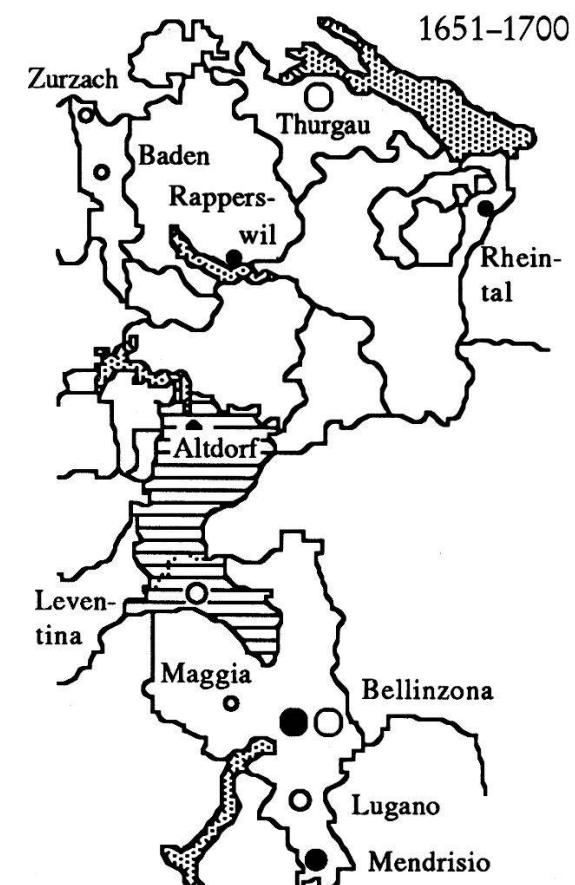 1651–1700
Zurzach
Thurgau
Baden
Rappers-
wil
Rhein-
tal
Altdorf
Leven-
tina
Maggia
Bellinzona
Lugano
Mendrisio